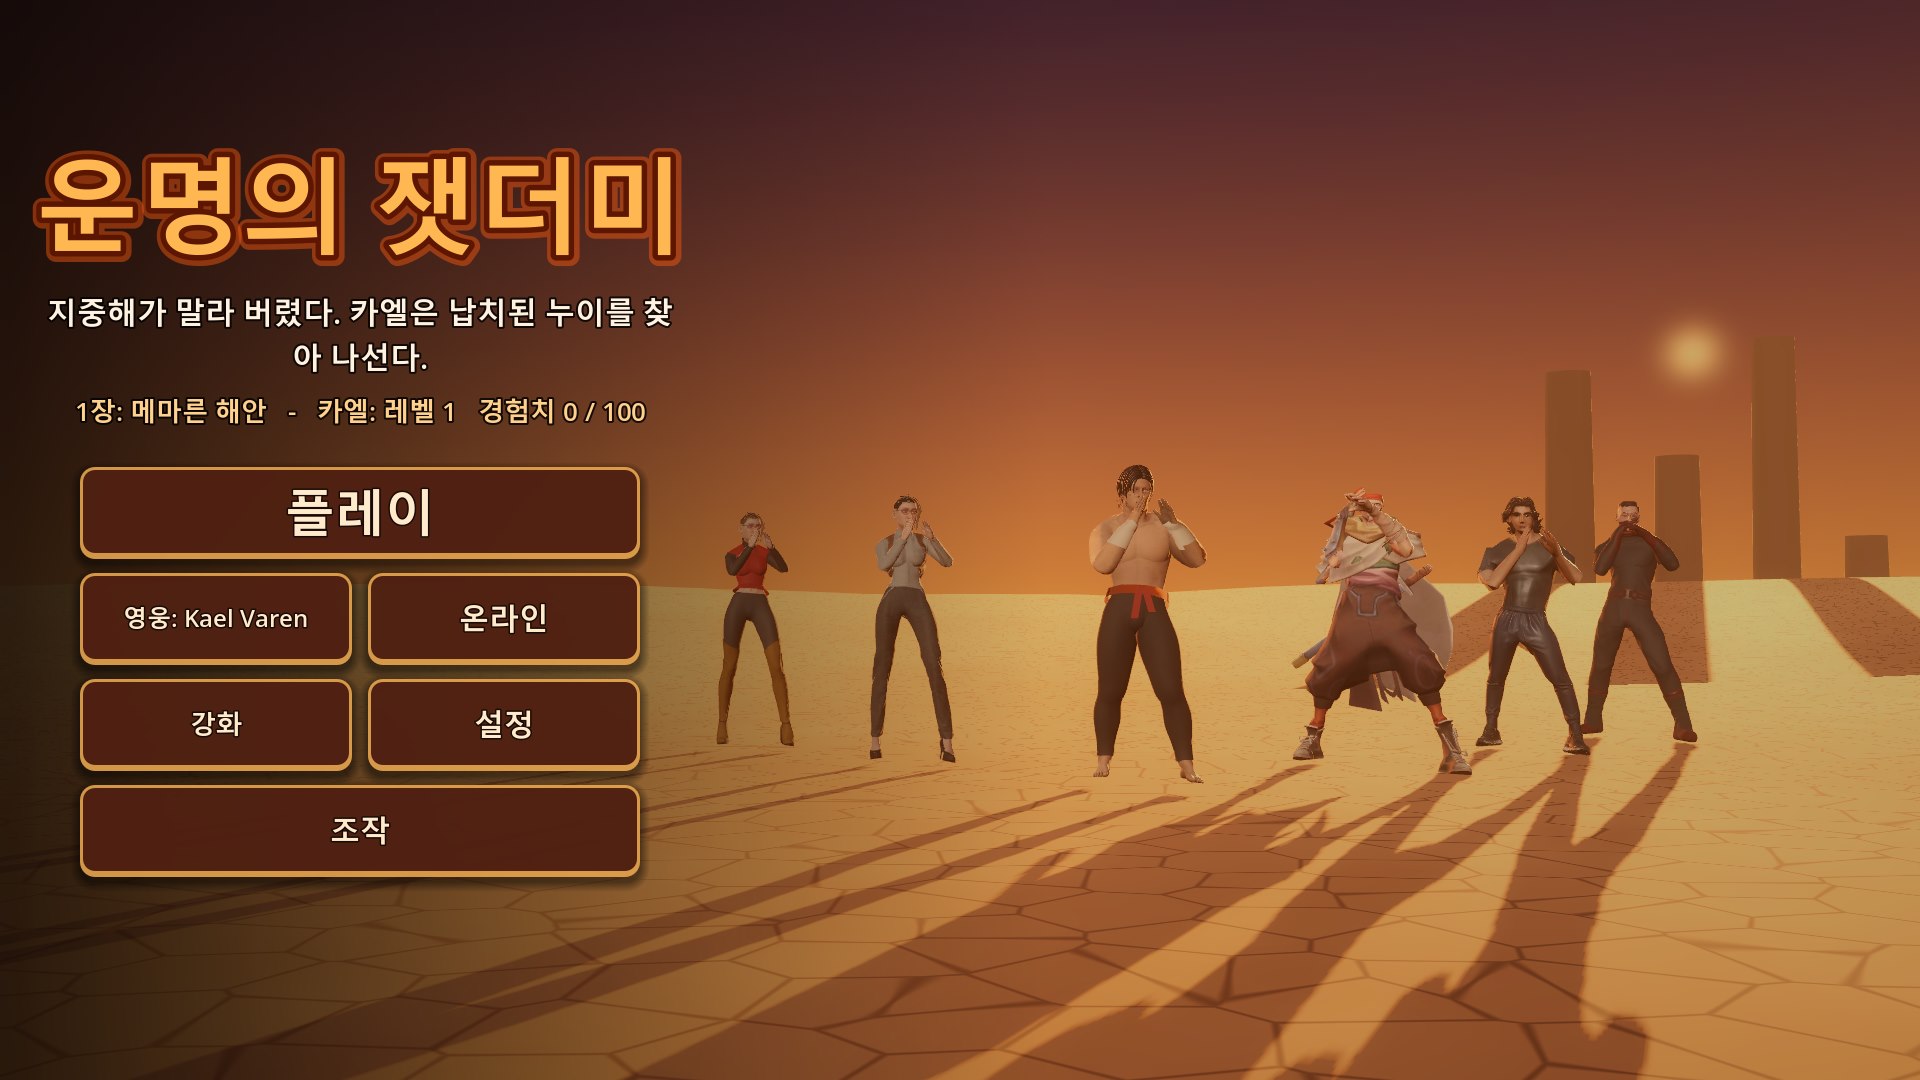 운명의 잿더미
지중해가 말라 버렸다. 카엘은 납치된 누이를 찾
아 나선다.
1장: 메마른 해안 - 카엘: 레벨 1 경험치 0 / 100
플레이
영웅: Kael Varen
온라인
강화
설정
조작